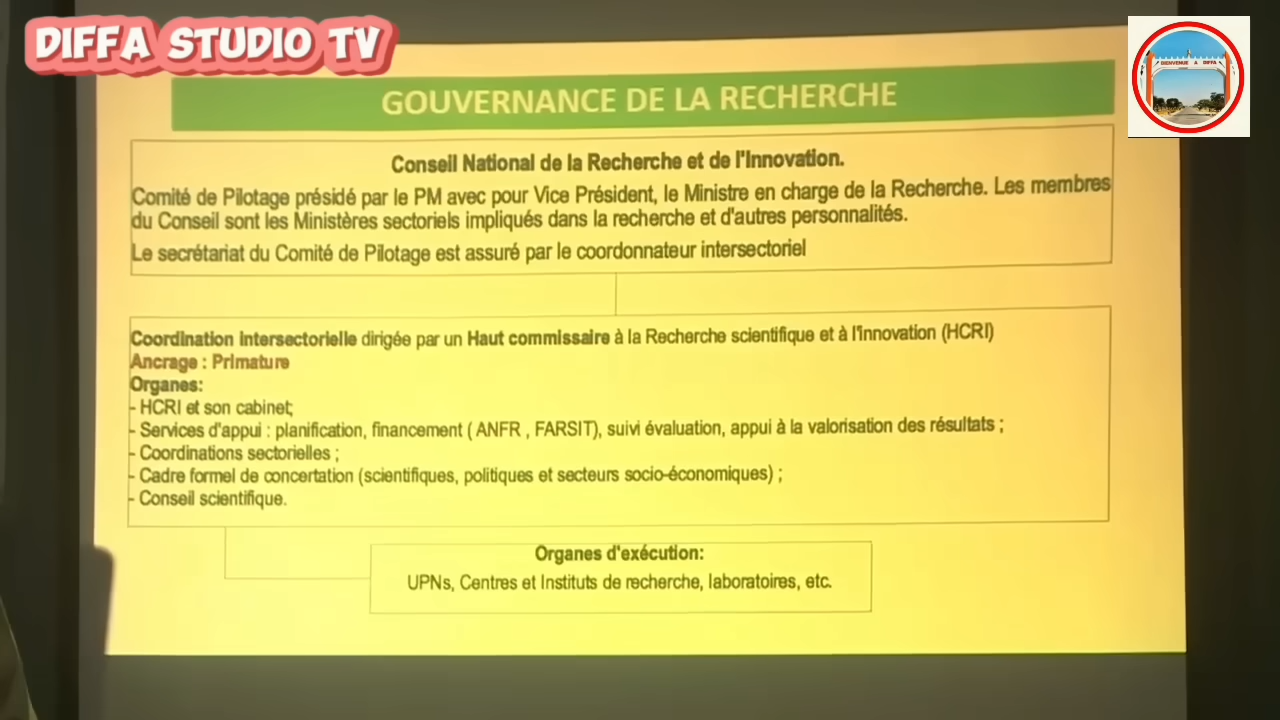 DIFFA STUDIO TV
BIENVENUE A DIFFA
GOUVERNANCE DE LA RECHERCHE
Conseil National de la Recherche et de l'Innovation.
Comité de Pilotage présidé par le PM avec pour Vice Président, le Ministre en charge de la Recherche. Les membres
du Conseil sont les Ministères sectoriels impliqués dans la recherche et d'autres personnalités.
Le secrétariat du Comité de Pilotage est assuré par le coordonnateur intersectoriel
Coordination intersectorielle dirigée par un Haut commissaire à la Recherche scientifique et à l'innovation (HCRI)
Ancrage : Primature
Organes:
- HCRI et son cabinet;
- Services d'appui : planification, financement ( ANFR , FARSIT), suivi évaluation, appui à la valorisation des résultats ;
- Coordinations sectorielles ;
- Cadre formel de concertation (scientifiques, politiques et secteurs socio-économiques) ;
- Conseil scientifique.
Organes d'exécution:
UPNs, Centres et Instituts de recherche, laboratoires, etc.